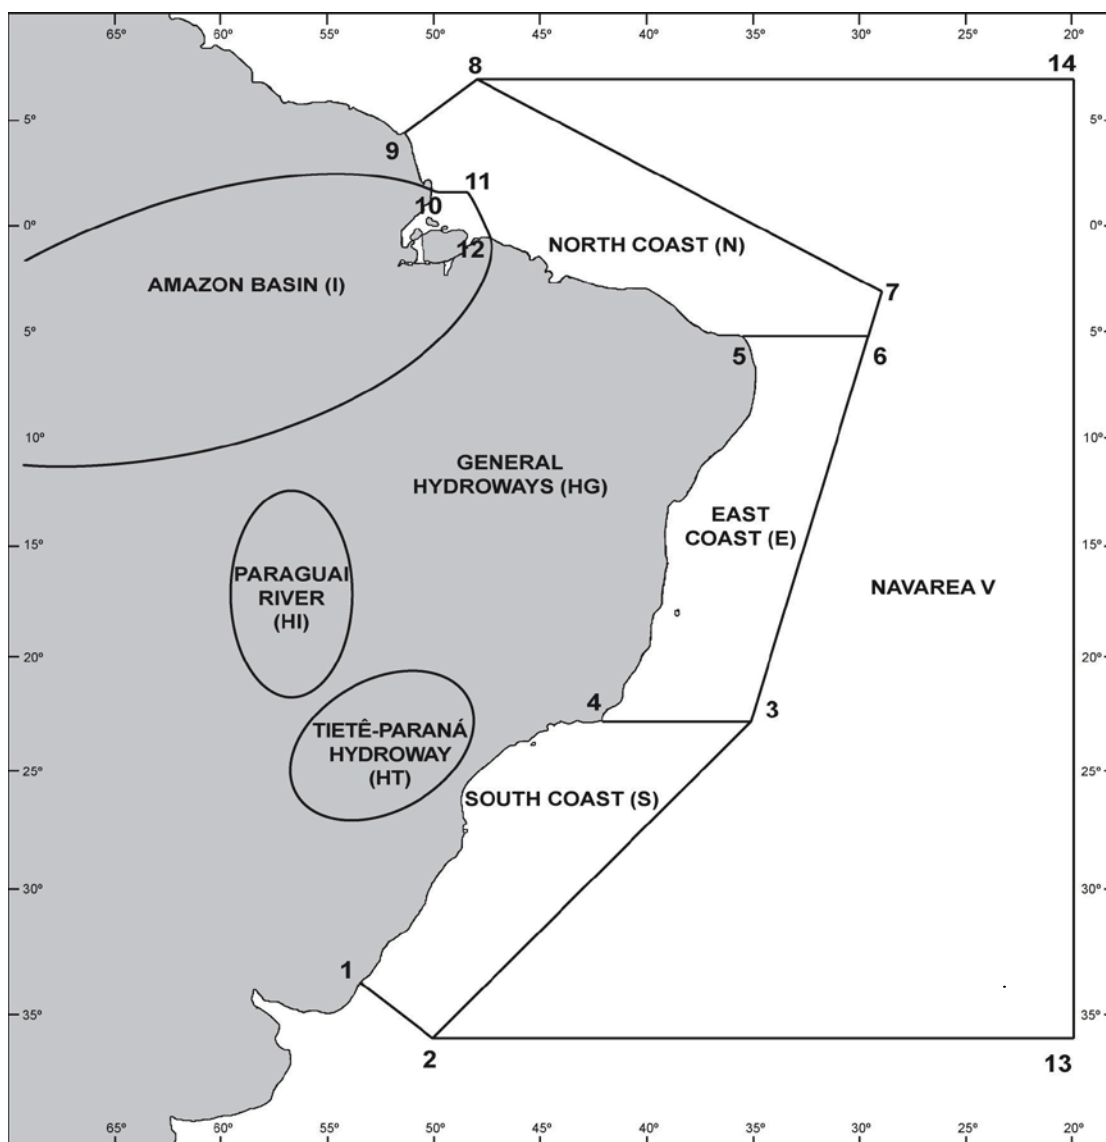 65° 60° 55° 50° 45° 40° 35° 30° 25° 20°
8 14
5° 5°
9
11
10
0° 0°
12
NORTH COAST (N)
AMAZON BASIN (I)
7
5° 5°
5 6
10° 10°
GENERAL
HYDROWAYS (HG)
EAST
COAST (E)
15° 15°
PARAGUAI
RIVER
(HI)
NAVAREA V
20° 20°
4 3
TIETÊ-PARANÁ
HYDROWAY
(HT)
25° 25°
SOUTH COAST (S)
30° 30°
1
35° 35°
2 13
65° 60° 55° 50° 45° 40° 35° 30° 25° 20°